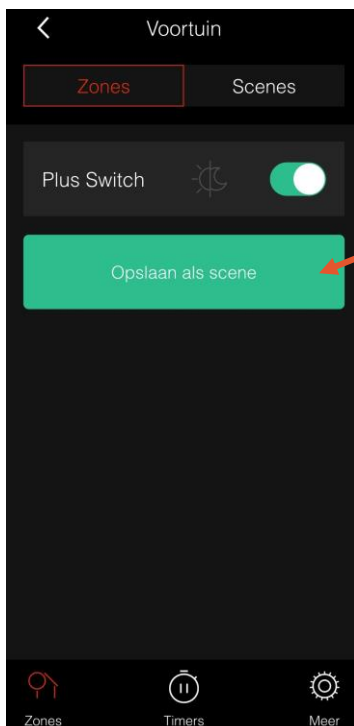 Voortuin
Zones Scenes
Plus Switch
Opslaan als scene
Zones Timers Meer